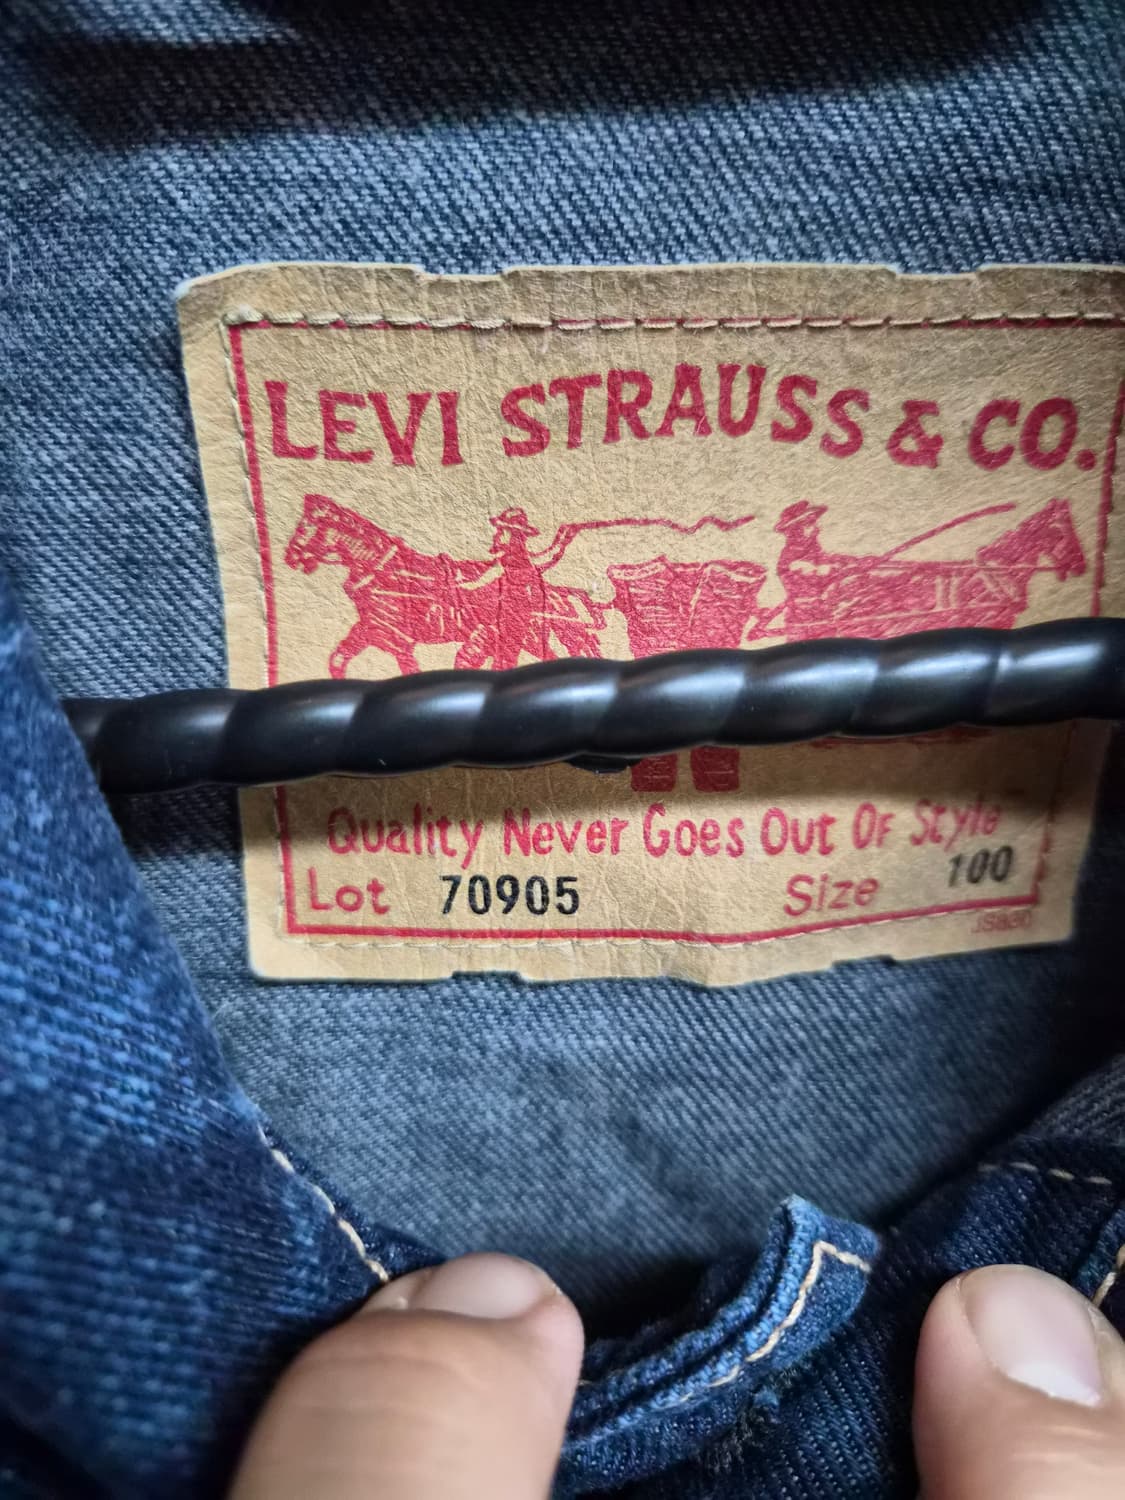 LEVI STRAUSS & CO.
Quality Never Goes Out Of Style
Lot 70905 Size 100